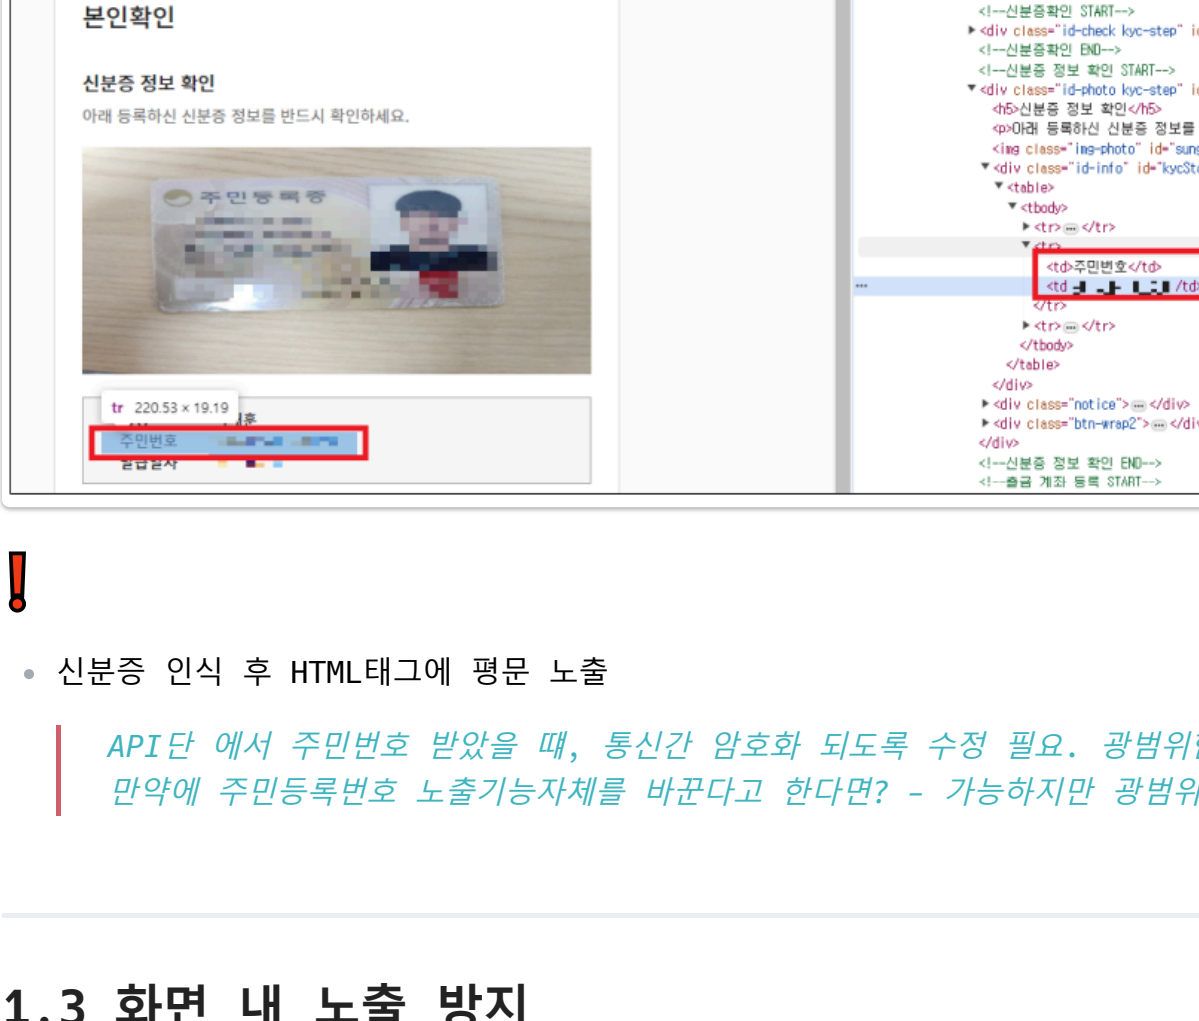 본인확인
신분증 정보 확인
아래 등록하신 신분증 정보를 반드시 확인하세요.
주민등록증
tr 220.53 × 19.19
주민번호
발급일자
<!--신분증확인 START-->
▶<div class="id-check kyc-step"
<!--신분증확인 END-->
<!--신분증 정보 확인 START-->
▼<div class="id-photo kyc-step"
<h5>신분증 정보 확인</h5>
<p>아래 등록하신 신분증 정보를
<img class="img-photo" id="sung
▼<div class="id-info" id="kycSt
▼<table>
▼<tbody>
▶<tr>⋯</tr>
▼<tr>
<td>주민번호</td>
<td /td>
</tr>
▶<tr>⋯</tr>
</tbody>
</table>
</div>
▶<div class="notice">⋯</div>
▶<div class="btn-wrap2">⋯</div
</div>
<!--신분증 정보 확인 END-->
<!--출금 계좌 등록 START-->
신분증 인식 후 HTML태그에 평문 노출
API단 에서 주민번호 받았을 떄, 통신간 암호화 되도록 수정 필요.
만약에 주민등록번호 노출기능자체를 바꾼다고 한다면? – 가능하지만
1.3 화면 내 노출 방지